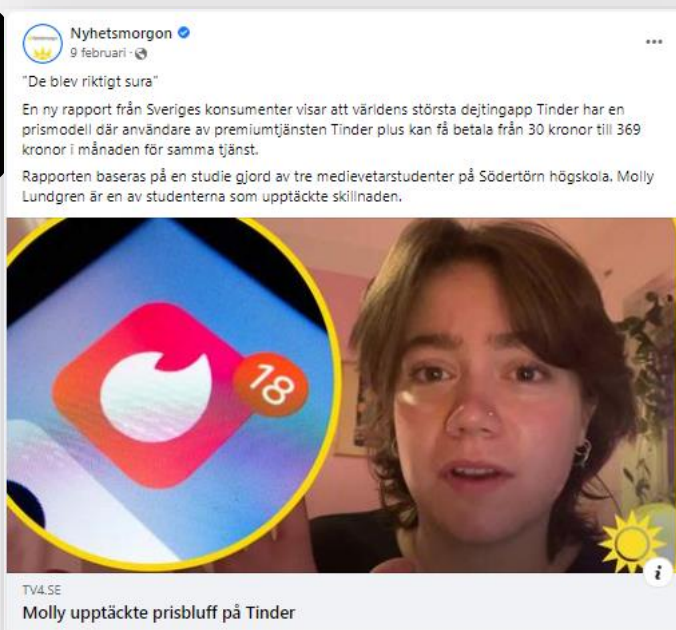 Nyhetsmorgon
9 februari
"De blev riktigt sura"
En ny rapport från Sveriges konsumenter visar att världens största dejtingapp Tinder har en
prismodell där användare av premiumtjänsten Tinder plus kan få betala från 30 kronor till 369
kronor i månaden för samma tjänst.
Rapporten baseras på en studie gjord av tre medievetarstudenter på Södertörn högskola. Molly
Lundgren är en av studenterna som upptäckte skillnaden.
18
i
TV4.SE
Molly upptäckte prisbluff på Tinder